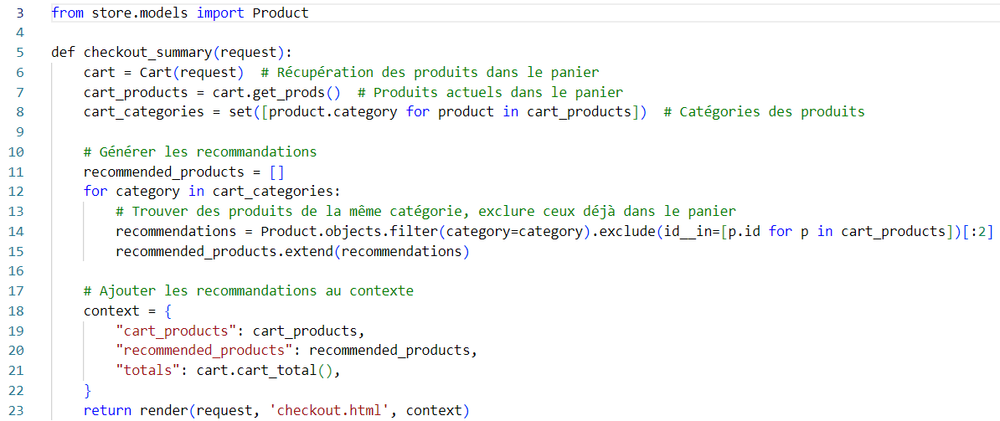 3 from store.models import Product
4
5 def checkout_summary(request):
6     cart = Cart(request)  # Récupération des produits dans le panier
7     cart_products = cart.get_prods()  # Produits actuels dans le panier
8     cart_categories = set([product.category for product in cart_products])  # Catégories des produits
9
10     # Générer les recommandations
11     recommended_products = []
12     for category in cart_categories:
13         # Trouver des produits de la même catégorie, exclure ceux déjà dans le panier
14         recommendations = Product.objects.filter(category=category).exclude(id__in=[p.id for p in cart_products])[:2]
15         recommended_products.extend(recommendations)
16
17     # Ajouter les recommandations au contexte
18     context = {
19         "cart_products": cart_products,
20         "recommended_products": recommended_products,
21         "totals": cart.cart_total(),
22     }
23     return render(request, 'checkout.html', context)